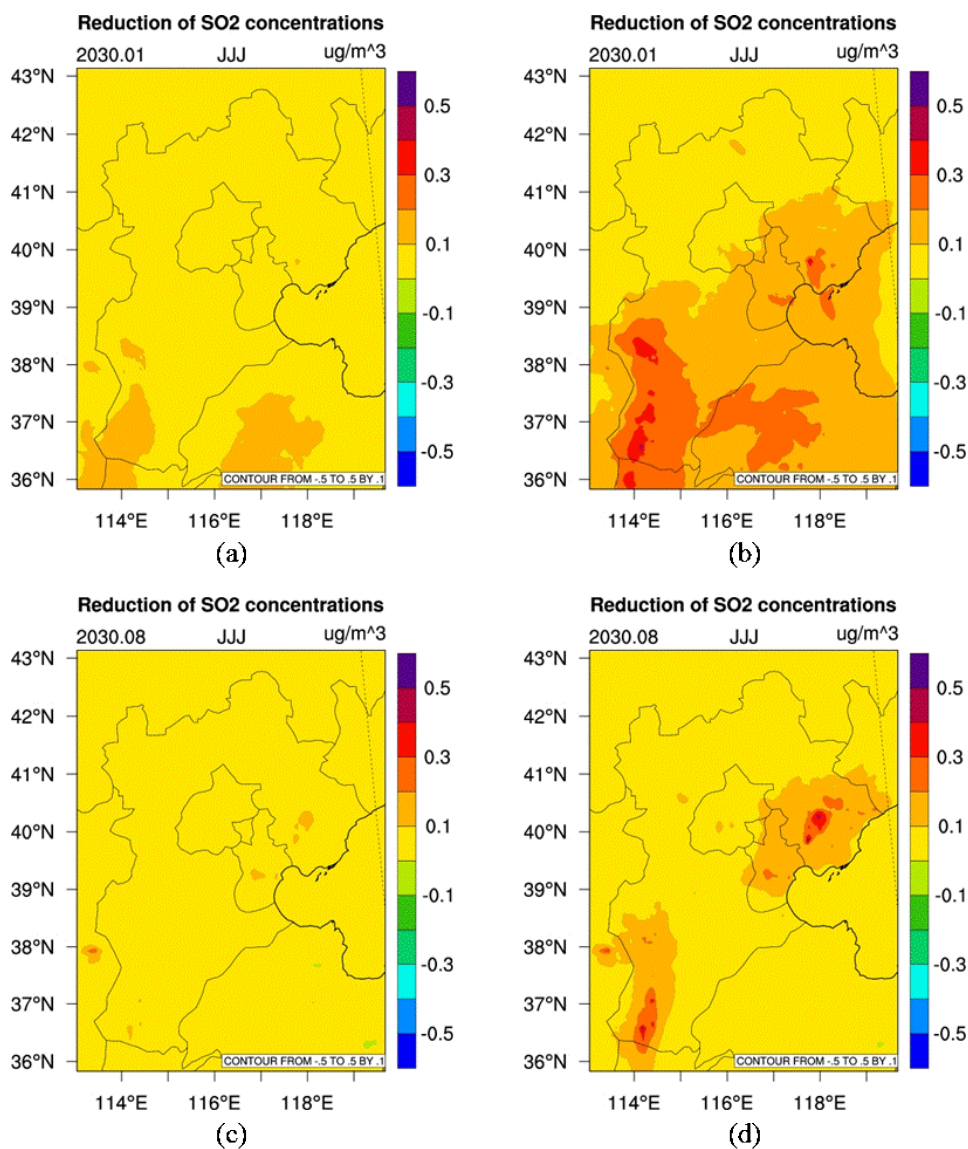 Reduction of SO2 concentrations
2030.01 JJJ ug/m^3
43°N
42°N
41°N
40°N
39°N
38°N
37°N
36°N
0.5
0.3
0.1
-0.1
-0.3
-0.5
CONTOUR FROM -.5 TO .5 BY .1
114°E 116°E 118°E
(a)
Reduction of SO2 concentrations
2030.01 JJJ ug/m^3
43°N
42°N
41°N
40°N
39°N
38°N
37°N
36°N
0.5
0.3
0.1
-0.1
-0.3
-0.5
CONTOUR FROM -.5 TO .5 BY .1
114°E 116°E 118°E
(b)
Reduction of SO2 concentrations
2030.08 JJJ ug/m^3
43°N
42°N
41°N
40°N
39°N
38°N
37°N
36°N
0.5
0.3
0.1
-0.1
-0.3
-0.5
CONTOUR FROM -.5 TO .5 BY .1
114°E 116°E 118°E
(c)
Reduction of SO2 concentrations
2030.08 JJJ ug/m^3
43°N
42°N
41°N
40°N
39°N
38°N
37°N
36°N
0.5
0.3
0.1
-0.1
-0.3
-0.5
CONTOUR FROM -.5 TO .5 BY .1
114°E 116°E 118°E
(d)